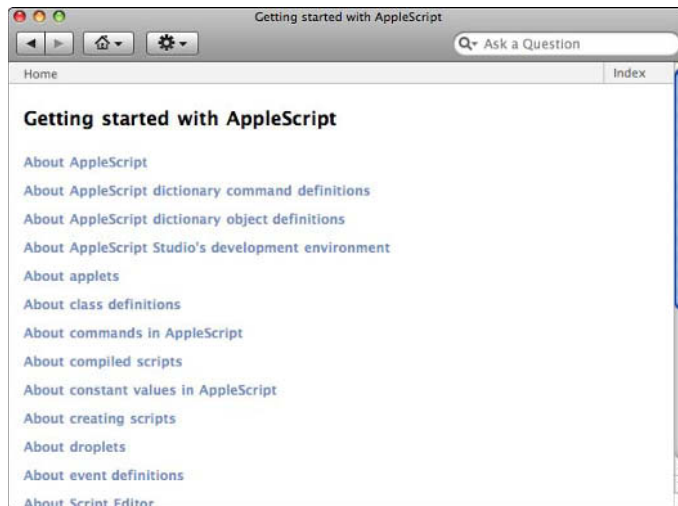 Getting started with AppleScript
Ask a Question
Home Index
Getting started with AppleScript
About AppleScript
About AppleScript dictionary command definitions
About AppleScript dictionary object definitions
About AppleScript Studio's development environment
About applets
About class definitions
About commands in AppleScript
About compiled scripts
About constant values in AppleScript
About creating scripts
About droplets
About event definitions
About Script Editor